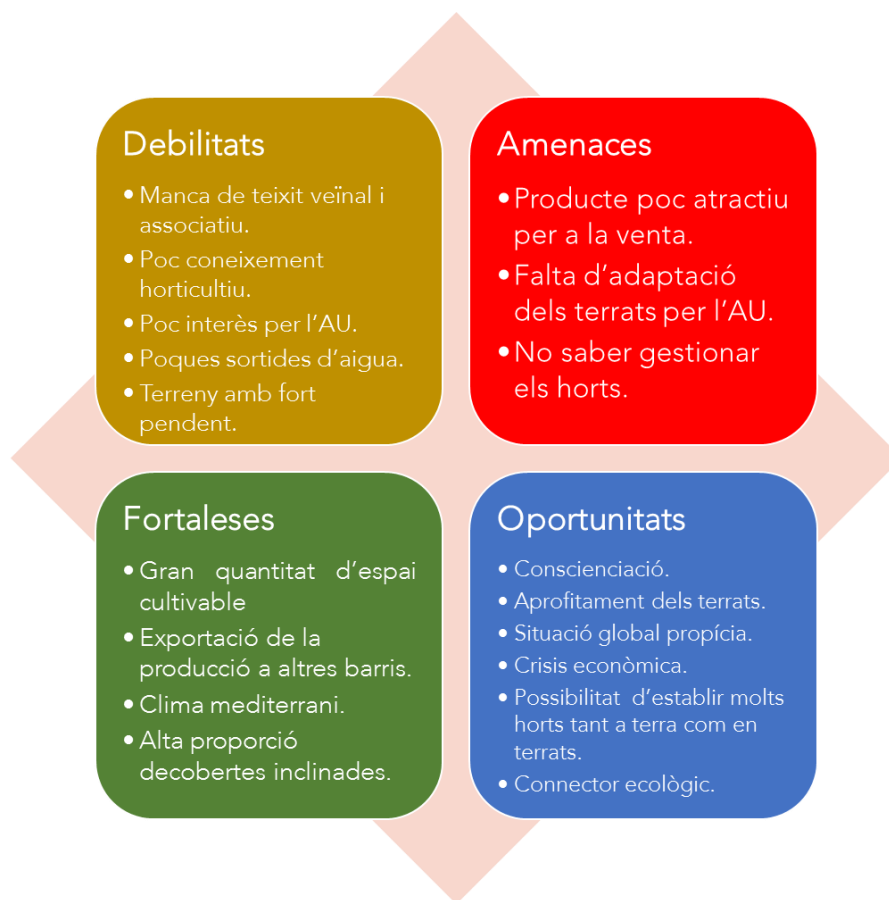 Debilitats
• Manca de teixit veïnal i
associatiu.
• Poc coneixement
horticultiu.
• Poc interès per l’AU.
• Poques sortides d’aigua.
• Terreny amb fort
pendent.
Amenaces
• Producte poc atractiu
per a la venta.
• Falta d’adaptació
dels terrats per l’AU.
• No saber gestionar
els horts.
Fortaleses
• Gran quantitat d’espai
cultivable
• Exportació de la
producció a altres barris.
• Clima mediterrani.
• Alta proporció
decobertes inclinades.
Oportunitats
• Conscienciació.
• Aprofitament dels terrats.
• Situació global propícia.
• Crisis econòmica.
• Possibilitat d’establir molts
horts tant a terra com en
terrats.
• Connector ecològic.